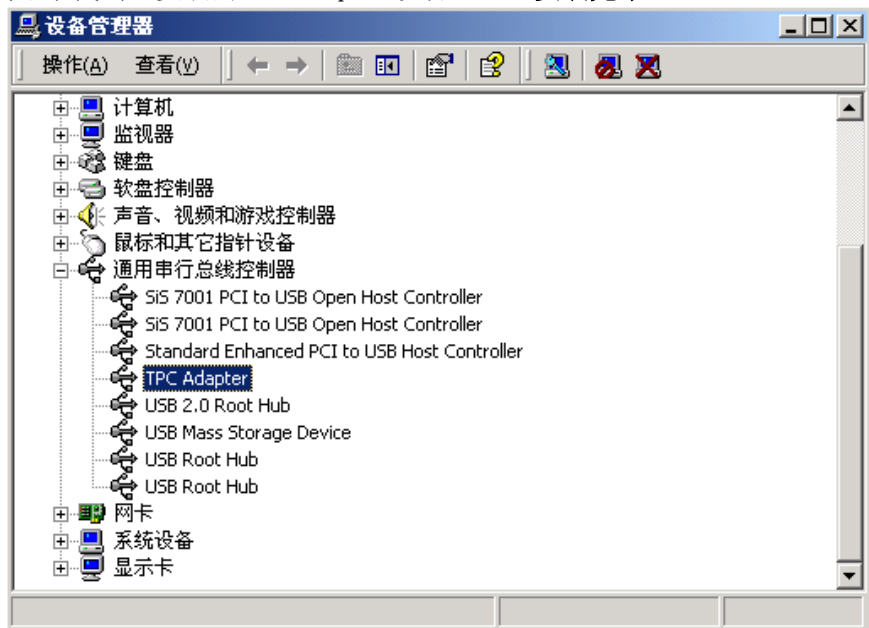 设备管理器
操作(A) 查看(V)
计算机
监视器
键盘
软盘控制器
声音、视频和游戏控制器
鼠标和其它指针设备
通用串行总线控制器
SiS 7001 PCI to USB Open Host Controller
SiS 7001 PCI to USB Open Host Controller
Standard Enhanced PCI to USB Host Controller
TPC Adapter
USB 2.0 Root Hub
USB Mass Storage Device
USB Root Hub
USB Root Hub
网卡
系统设备
显示卡